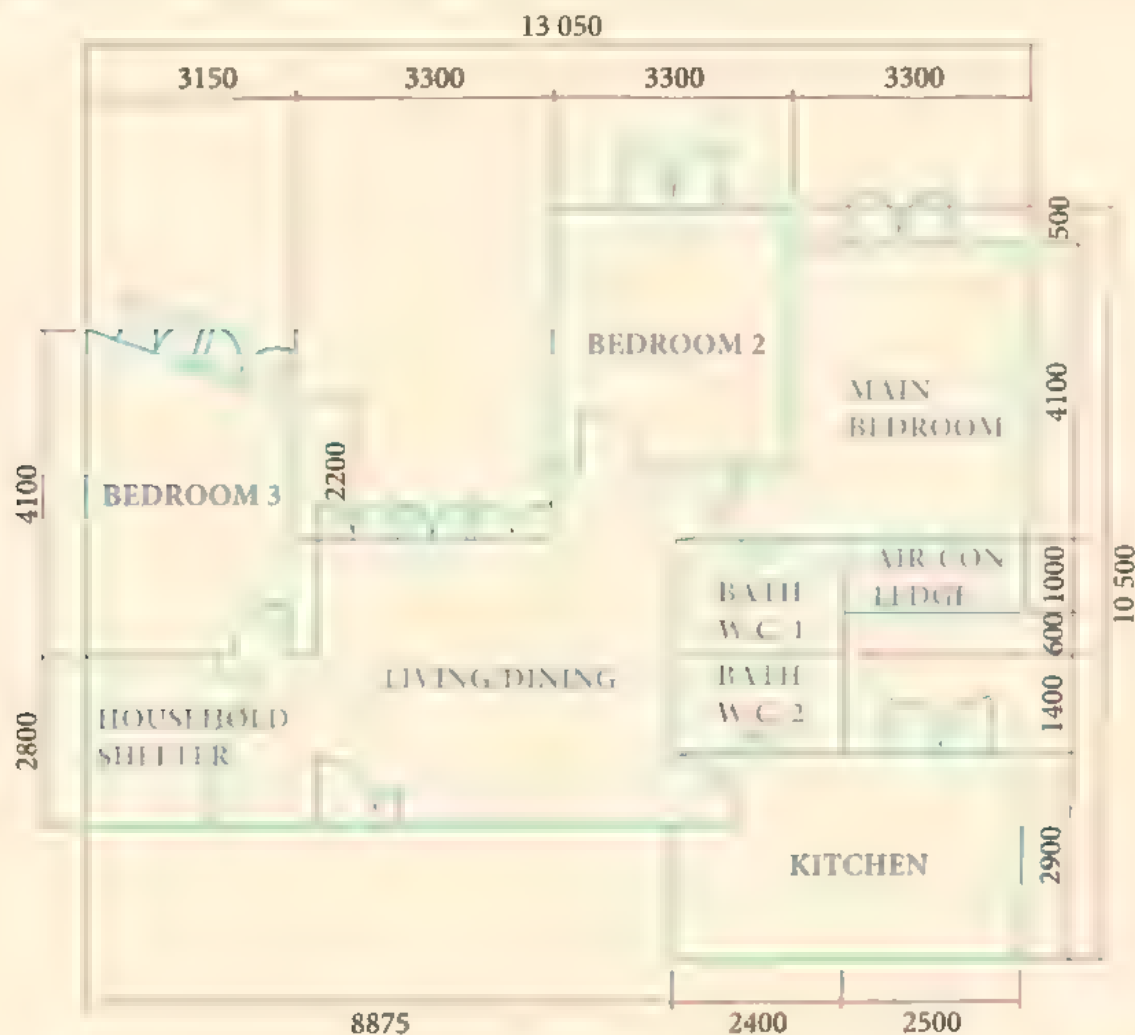 13 050
3150 3300 3300 3300
500
BEDROOM 2
MAIN
BEDROOM
4100
2200
4100
BEDROOM 3
AIR CON
LEDGE
1000
10 500
BATH
W.C. 1
600
LIVING/DINING
BATH
W.C. 2
1400
HOUSEHOLD
SHELTER
2800
KITCHEN
2900
8875 2400 2500